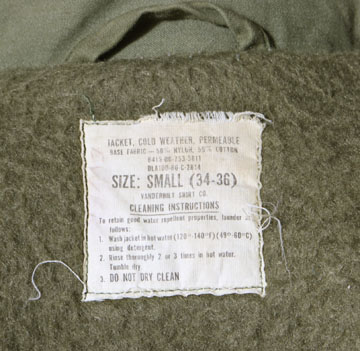 JACKET, COLD WEATHER, PERMEABLE
BASE FABRIC — 50% NYLON, 50% COTTON
SIZE: SMALL (34-36)
VANDERBILT SHIRT CO.
CLEANING INSTRUCTIONS
To retain good water repellent properties, launder as
follows:
1. Wash jacket in hot water (120°-140°F) (49°-60°C)
using detergent.
2. Rinse thoroughly 2 or 3 times in hot water.
Tumble dry.
3. DO NOT DRY CLEAN